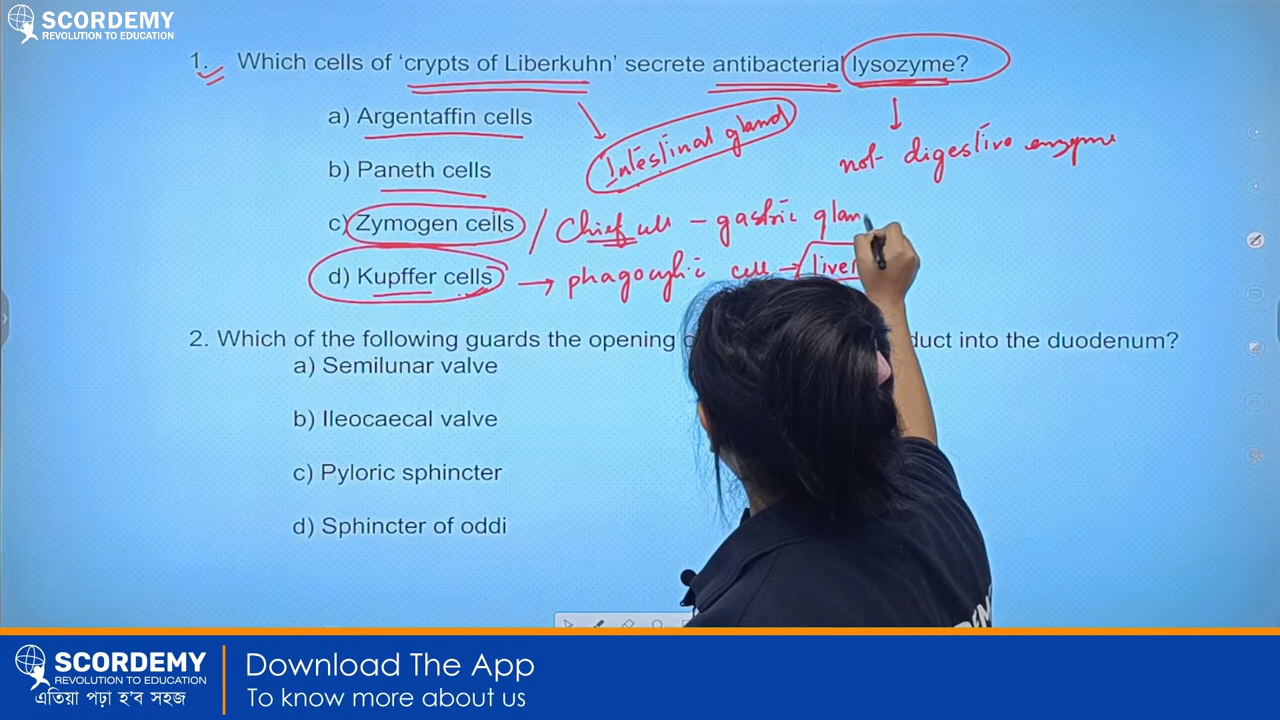 SCORDEMY
REVOLUTION TO EDUCATION
1. Which cells of ‘crypts of Liberkuhn’ secrete antibacterial lysozyme?
a) Argentaffin cells
Intestinal gland
not digestive enzyme
b) Paneth cells
c) Zymogen cells / Chief cell - gastric glan
d) Kupffer cells → phagocytic cell → liver
2. Which of the following guards the opening duct into the duodenum?
a) Semilunar valve
b) Ileocaecal valve
c) Pyloric sphincter
d) Sphincter of oddi
SCORDEMY
REVOLUTION TO EDUCATION
এতিয়া পঢ়া হ'ব সহজ
Download The App
To know more about us